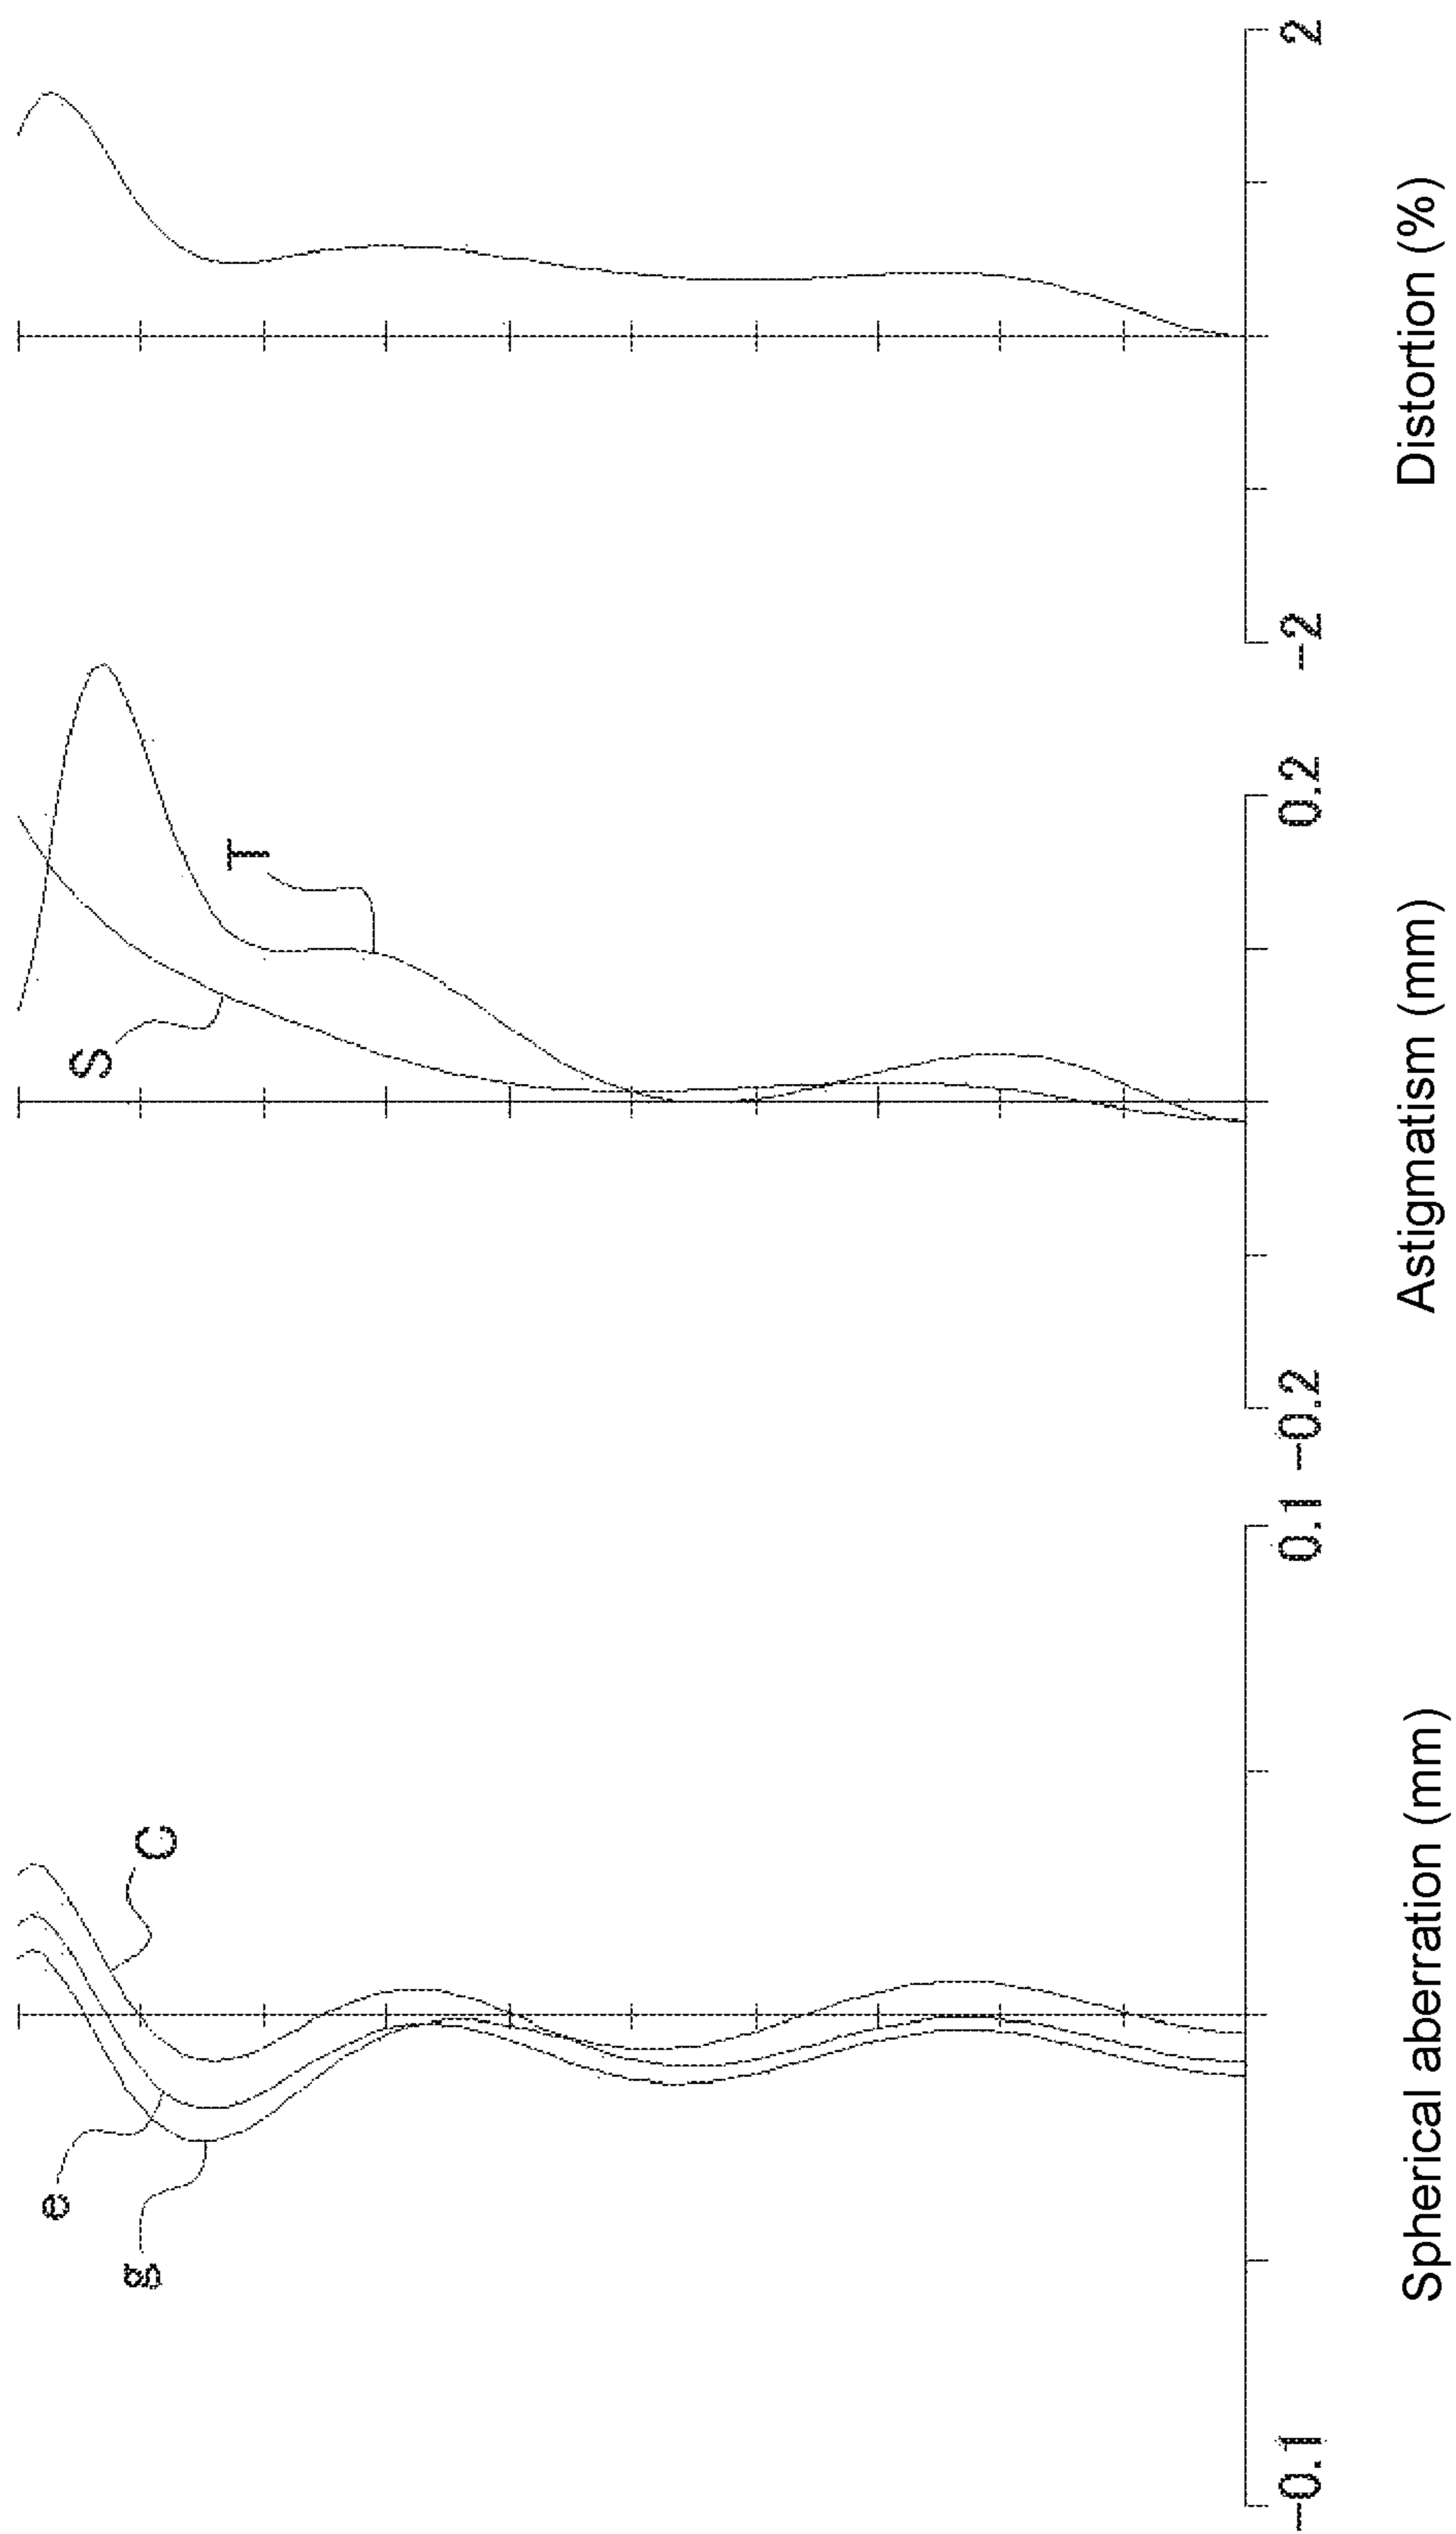 C
e
g
-0.1
0.1
Spherical aberration (mm)
S
T
-0.2
0.2
Astigmatism (mm)
-2
2
Distortion (%)